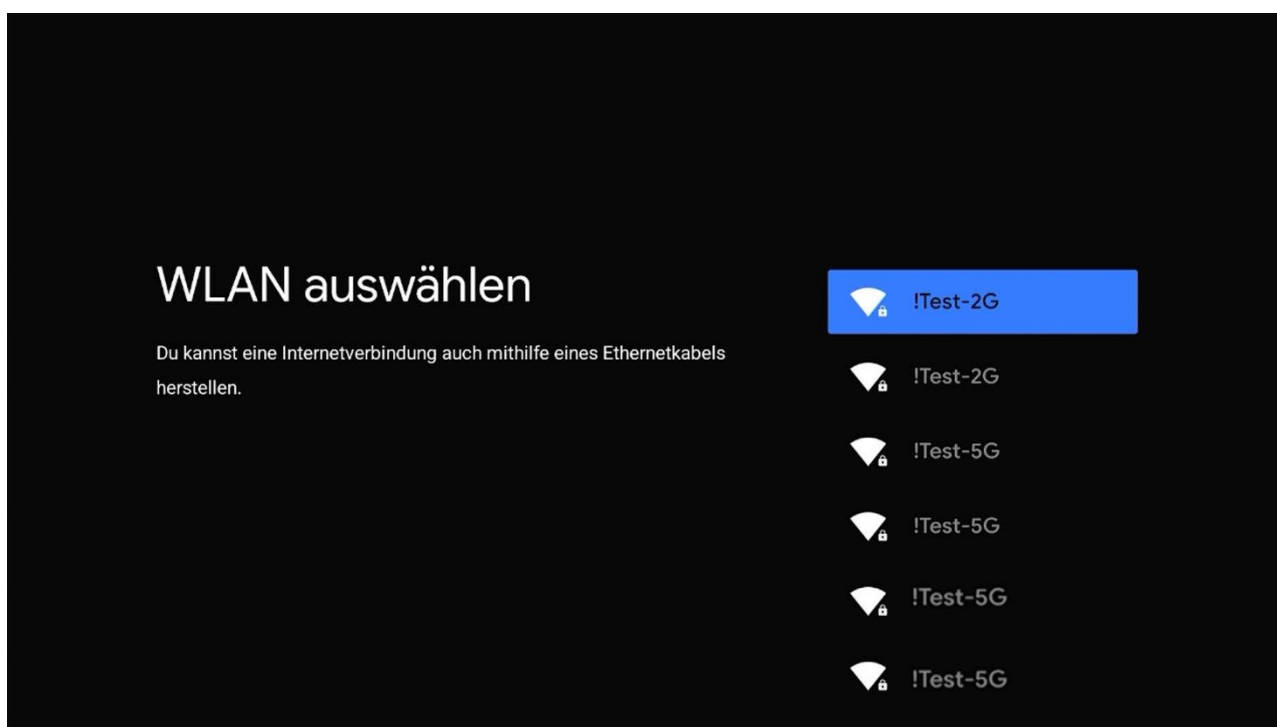 WLAN auswählen
Du kannst eine Internetverbindung auch mithilfe eines Ethernetkabels
herstellen.
!Test-2G
!Test-2G
!Test-5G
!Test-5G
!Test-5G
!Test-5G